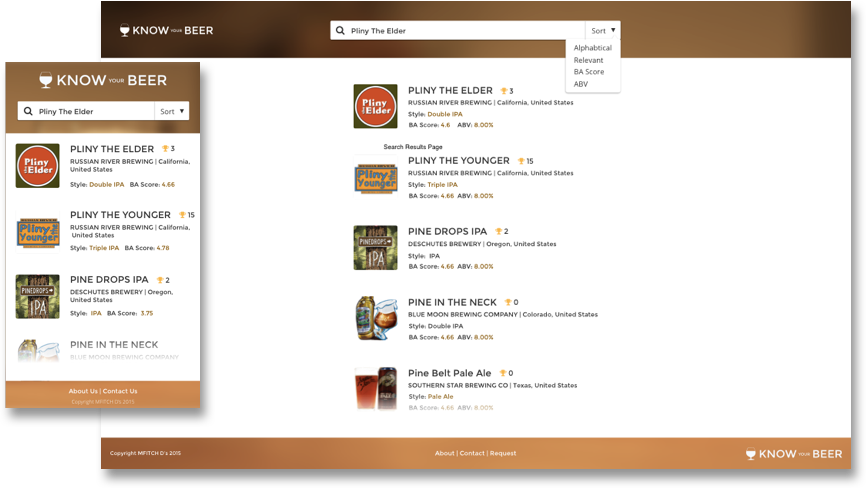 KNOW YOUR BEER
Pliny The Elder
Sort ▼
Alphabtical
Relevant
BA Score
ABV
PLINY THE ELDER 3
RUSSIAN RIVER BREWING | California, United States
Style: Double IPA
BA Score: 4.6 ABV: 8.00%
Search Results Page
PLINY THE YOUNGER 15
RUSSIAN RIVER BREWING | California, United States
Style: Triple IPA
BA Score: 4.66 ABV: 8.00%
PINE DROPS IPA 2
DESCHUTES BREWERY | Oregon, United States
Style: IPA
BA Score: 4.66 ABV: 8.00%
PINE IN THE NECK 0
BLUE MOON BREWING COMPANY | Colorado, United States
Style: Double IPA
BA Score: 4.66 ABV: 8.00%
Pine Belt Pale Ale 0
SOUTHERN STAR BREWING CO | Texas, United States
Style: Pale Ale
BA Score: 4.66 ABV: 8.00%
Copyright MFITCH D's 2015
About | Contact | Request
KNOW YOUR BEER
KNOW YOUR BEER
Pliny The Elder
Sort ▼
Pliny
the
Elder
PLINY THE ELDER 3
RUSSIAN RIVER BREWING | California,
United States
Style: Double IPA BA Score: 4.66
Pliny
the
Younger
PLINY THE YOUNGER 15
RUSSIAN RIVER BREWING | California,
United States
Style: Triple IPA BA Score: 4.78
PINEDROPS
IPA
PINE DROPS IPA 2
DESCHUTES BREWERY | Oregon,
United States
Style: IPA BA Score: 3.75
PINE IN THE NECK
BLUE MOON BREWING COMPANY
About Us | Contact Us
Copyright MFITCH D's 2015
Pliny
the
Elder
Pliny
the
Younger
PINEDROPS
IPA